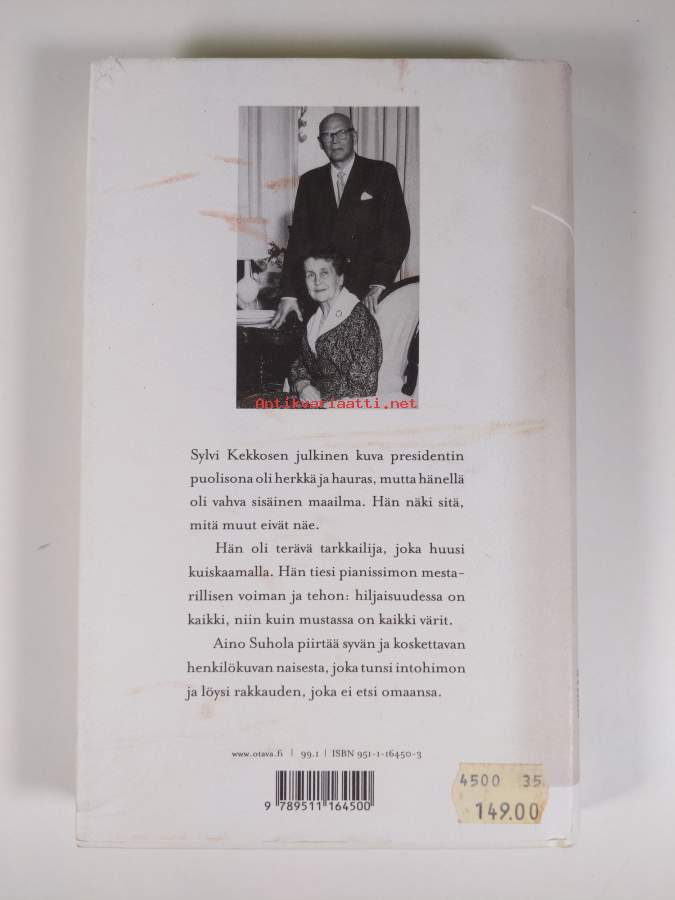 Antikvariaatti.net
Sylvi Kekkosen julkinen kuva presidentin
puolisona oli herkkä ja hauras, mutta hänellä
oli vahva sisäinen maailma. Hän näki sitä,
mitä muut eivät näe.
Hän oli terävä tarkkailija, joka huusi
kuiskaamalla. Hän tiesi pianissimon mesta-
rillisen voiman ja tehon: hiljaisuudessa on
kaikki, niin kuin mustassa on kaikki värit.
Aino Suhola piirtää syvän ja koskettavan
henkilökuvan naisesta, joka tunsi intohimon
ja löysi rakkauden, joka ei etsi omaansa.
www.otava.fi | 99.1 | ISBN 951-1-16450-3
9 789511 164500
4500 35
149.00